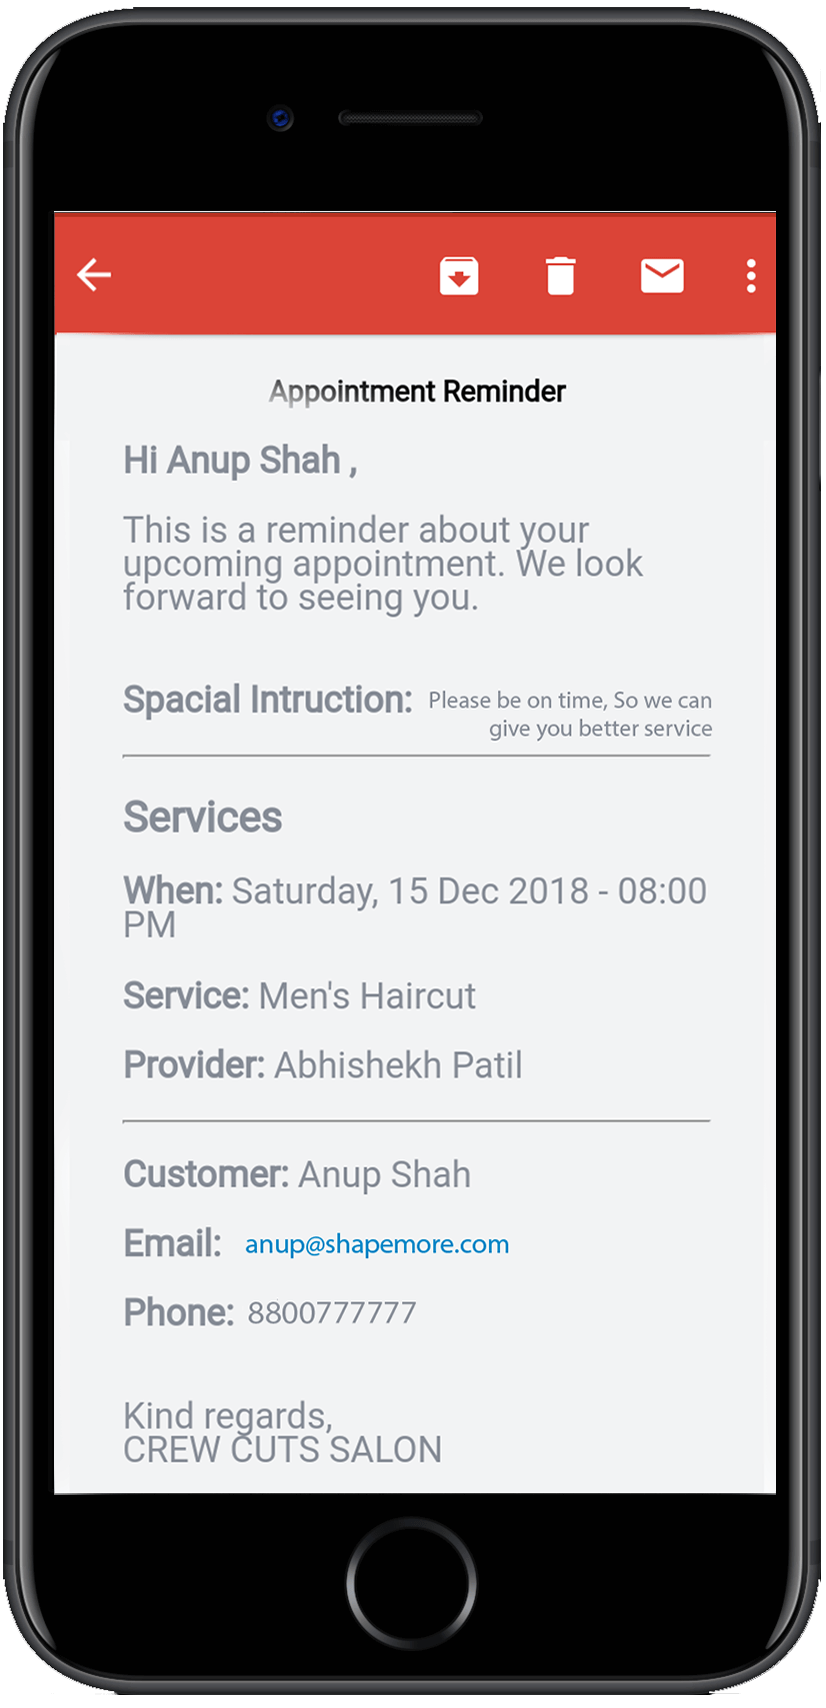 Appointment Reminder
Hi Anup Shah ,
This is a reminder about your
upcoming appointment. We look
forward to seeing you.
Spacial Intruction: Please be on time, So we can
give you better service
Services
When: Saturday, 15 Dec 2018 - 08:00
PM
Service: Men's Haircut
Provider: Abhishekh Patil
Customer: Anup Shah
Email: anup@shapemore.com
Phone: 8800777777
Kind regards,
CREW CUTS SALON